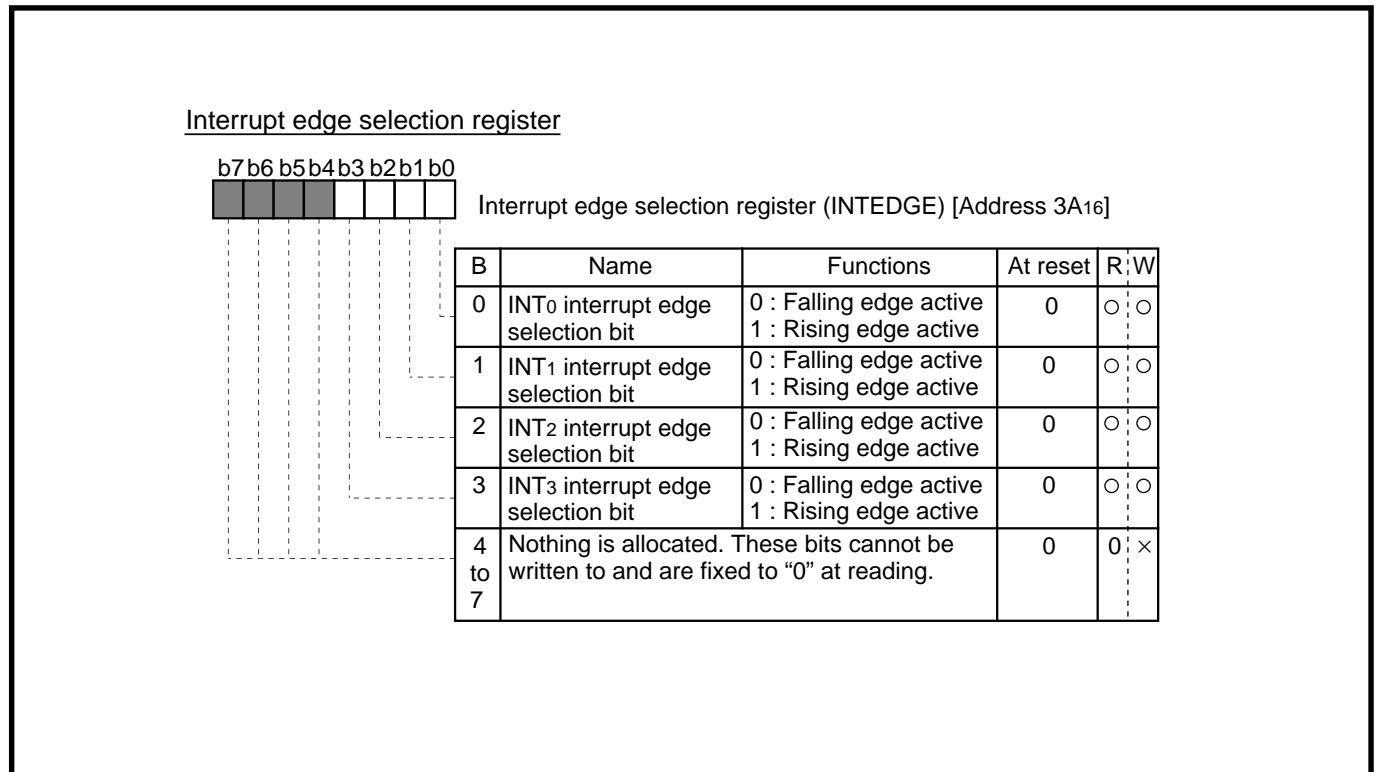 Interrupt edge selection register
b7 b6 b5 b4 b3 b2 b1 b0
Interrupt edge selection register (INTEDGE) [Address 3A16]
B Name Functions At reset R W
0 INT0 interrupt edge selection bit 0 : Falling edge active 0 ○ ○
1 : Rising edge active
1 INT1 interrupt edge selection bit 0 : Falling edge active 0 ○ ○
1 : Rising edge active
2 INT2 interrupt edge selection bit 0 : Falling edge active 0 ○ ○
1 : Rising edge active
3 INT3 interrupt edge selection bit 0 : Falling edge active 0 ○ ○
1 : Rising edge active
4 to 7 Nothing is allocated. These bits cannot be 0 0 ×
written to and are fixed to “0” at reading.